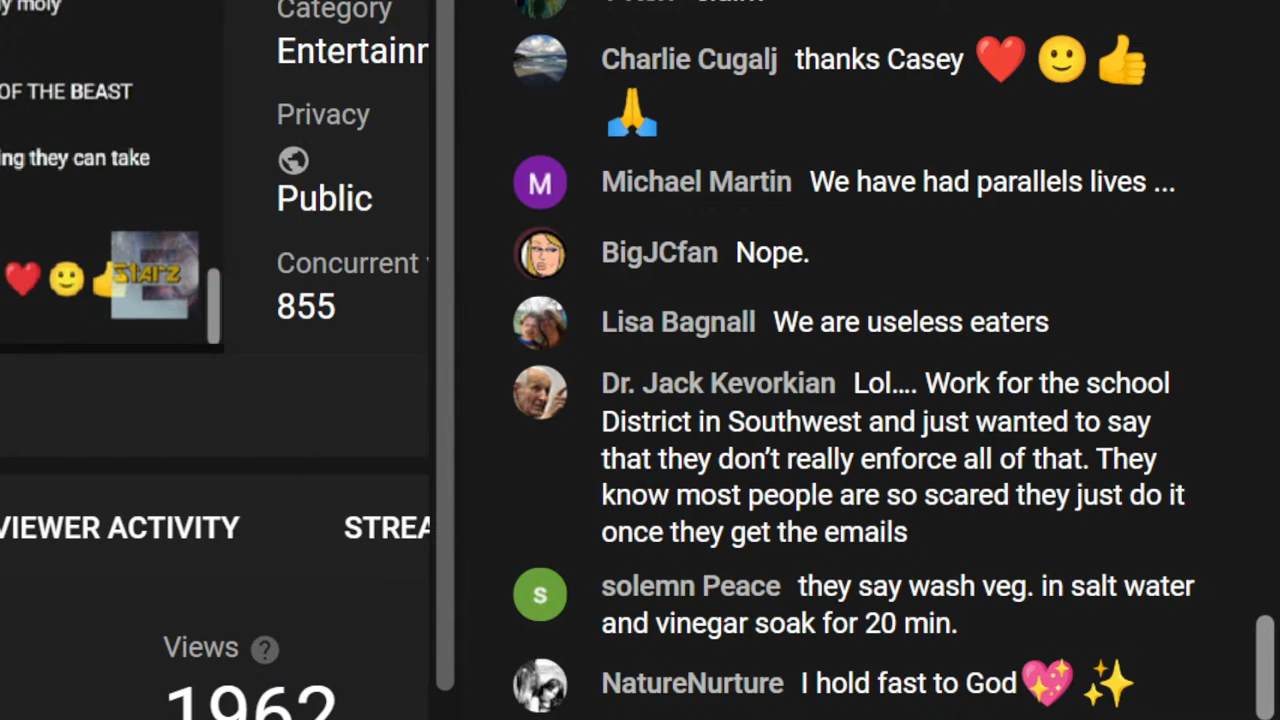 y moly
OF THE BEAST
ing they can take
STARZ
Category
Privacy
Public
Concurrent
855
VIEWER ACTIVITY
Views ?
1962
Charlie Cugalj thanks Casey ❤️ 🙂 👍
🙏
M Michael Martin We have had parallels lives ...
BigJCfan Nope.
Lisa Bagnall We are useless eaters
Dr. Jack Kevorkian Lol.... Work for the school
District in Southwest and just wanted to say
that they don’t really enforce all of that. They
know most people are so scared they just do it
once they get the emails
s solemn Peace they say wash veg. in salt water
and vinegar soak for 20 min.
NatureNurture I hold fast to God 💖 ✨